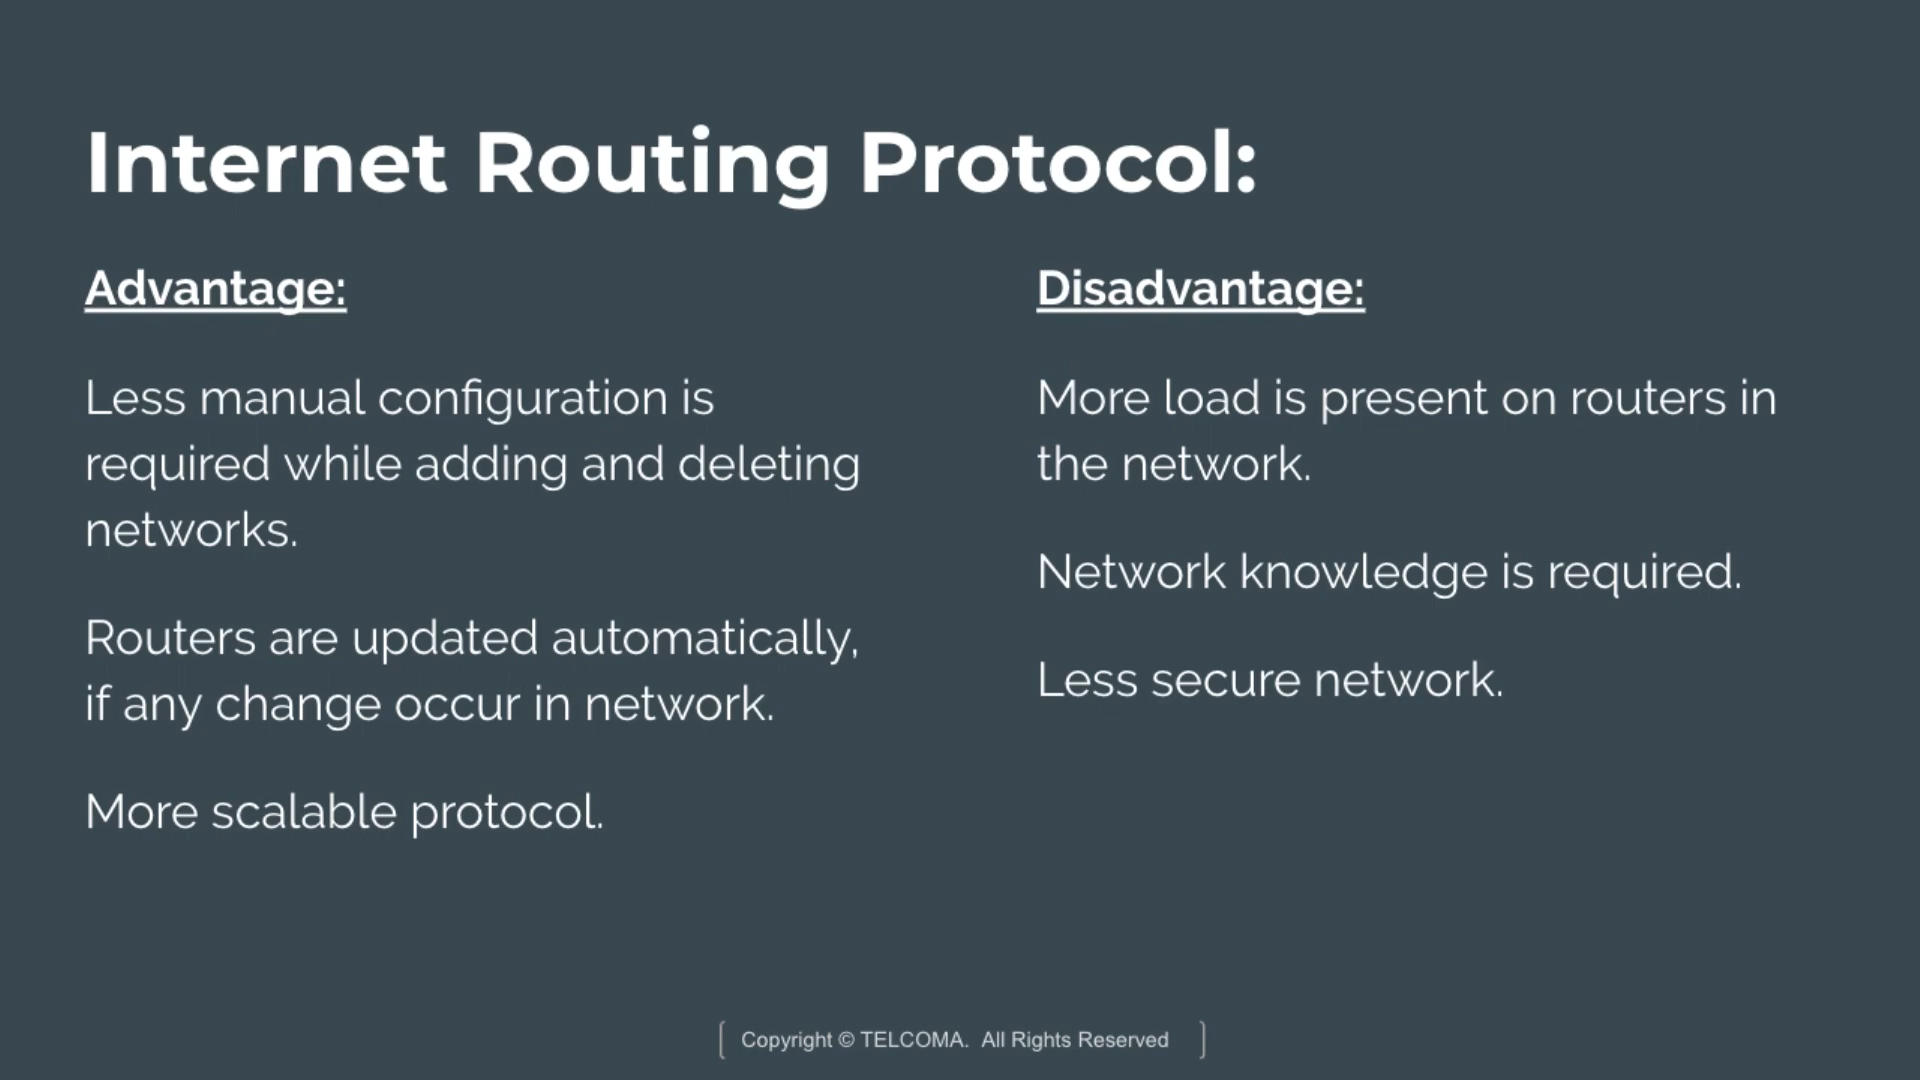 Internet Routing Protocol:
Advantage:
Less manual configuration is
required while adding and deleting
networks.
Routers are updated automatically,
if any change occur in network.
More scalable protocol.
Disadvantage:
More load is present on routers in
the network.
Network knowledge is required.
Less secure network.
Copyright © TELCOMA. All Rights Reserved